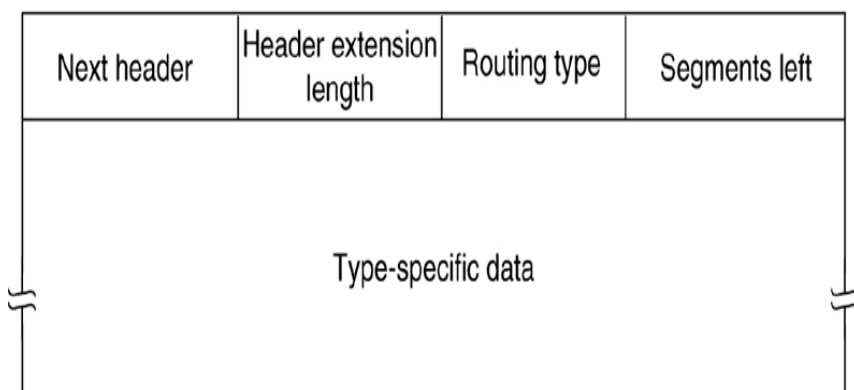 Next header
Header extension
length
Routing type
Segments left
Type-specific data